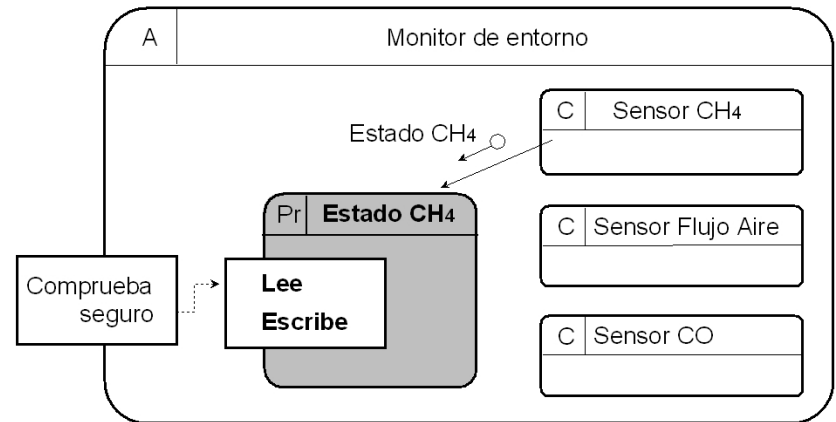 A
Monitor de entorno
C
Sensor CH4
Estado CH4
Pr
Estado CH4
C
Sensor Flujo Aire
Comprueba
seguro
Lee
Escribe
C
Sensor CO